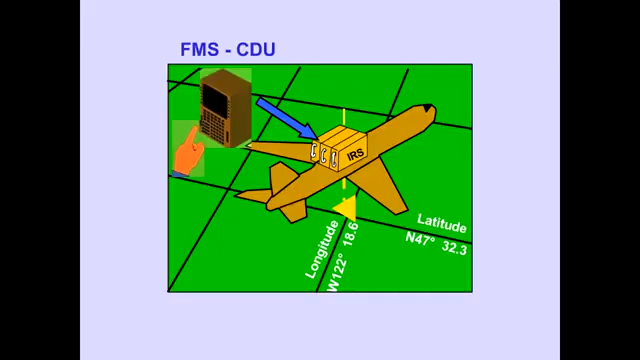 FMS - CDU
IRS
Latitude
N47° 32.3
Longitude
W122° 18.6